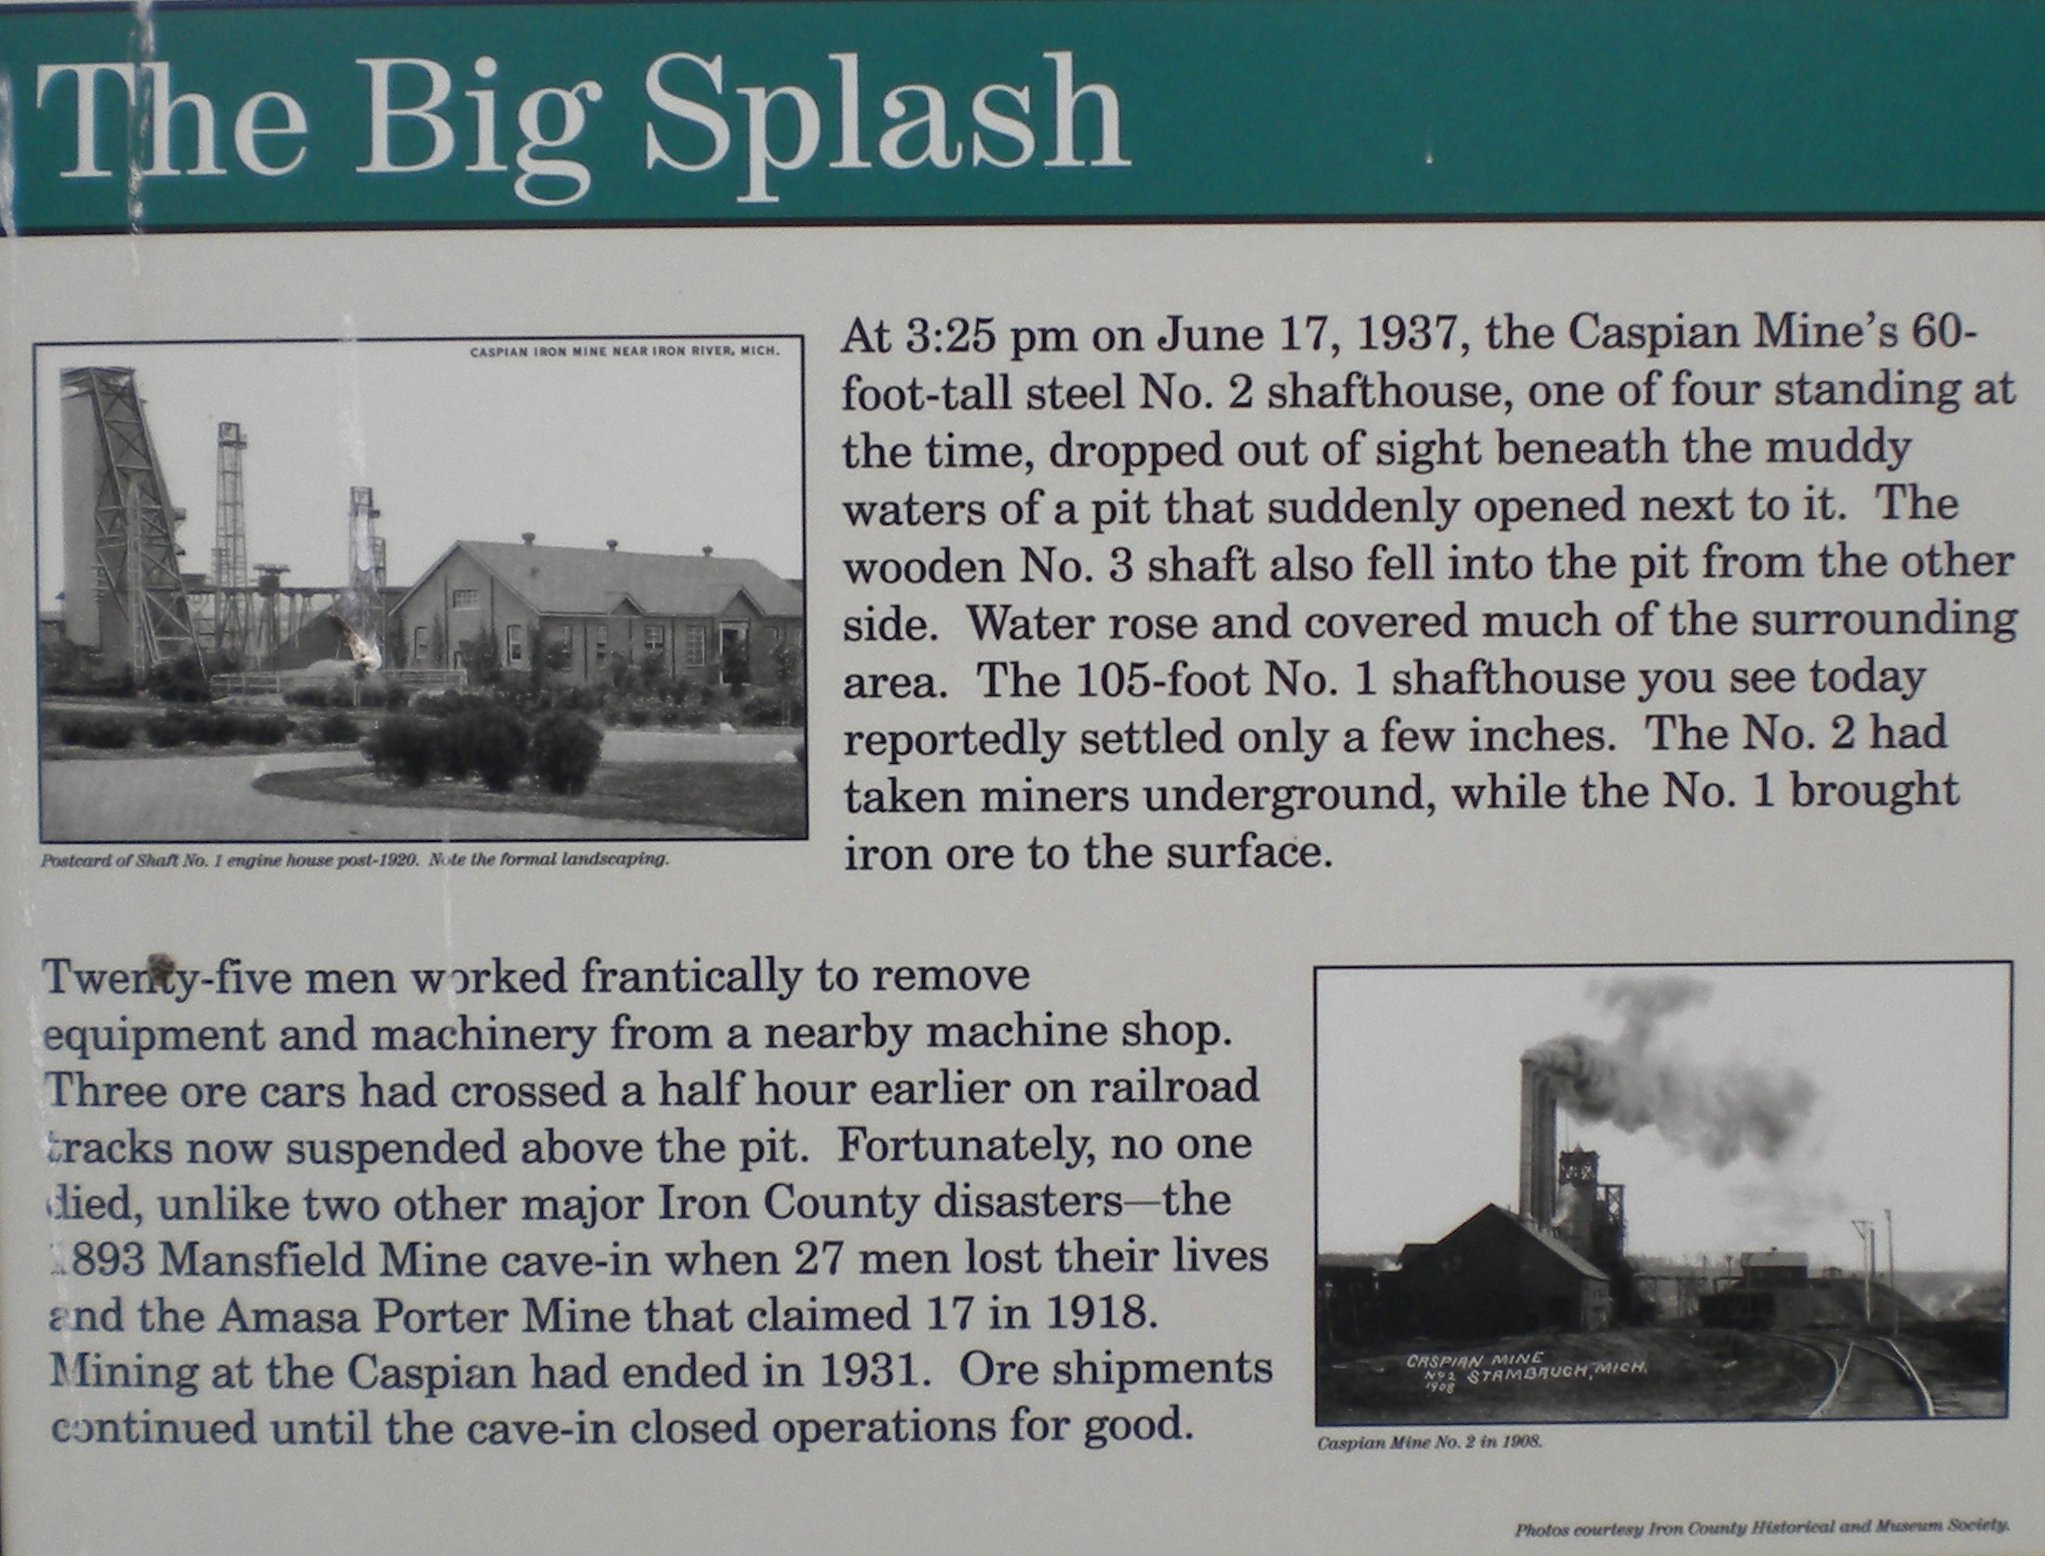 The Big Splash
CASPIAN IRON MINE NEAR IRON RIVER, MICH.
Postcard of Shaft No. 1 engine house post-1920. Note the formal landscaping.
At 3:25 pm on June 17, 1937, the Caspian Mine's 60-
foot-tall steel No. 2 shafthouse, one of four standing at
the time, dropped out of sight beneath the muddy
waters of a pit that suddenly opened next to it. The
wooden No. 3 shaft also fell into the pit from the other
side. Water rose and covered much of the surrounding
area. The 105-foot No. 1 shafthouse you see today
reportedly settled only a few inches. The No. 2 had
taken miners underground, while the No. 1 brought
iron ore to the surface.
Twenty-five men worked frantically to remove
equipment and machinery from a nearby machine shop.
Three ore cars had crossed a half hour earlier on railroad
tracks now suspended above the pit. Fortunately, no one
died, unlike two other major Iron County disasters—the
1893 Mansfield Mine cave-in when 27 men lost their lives
and the Amasa Porter Mine that claimed 17 in 1918.
Mining at the Caspian had ended in 1931. Ore shipments
continued until the cave-in closed operations for good.
CASPIAN MINE
No 2 STAMBAUGH, MICH.
1908
Caspian Mine No. 2 in 1908.
Photos courtesy Iron County Historical and Museum Society.